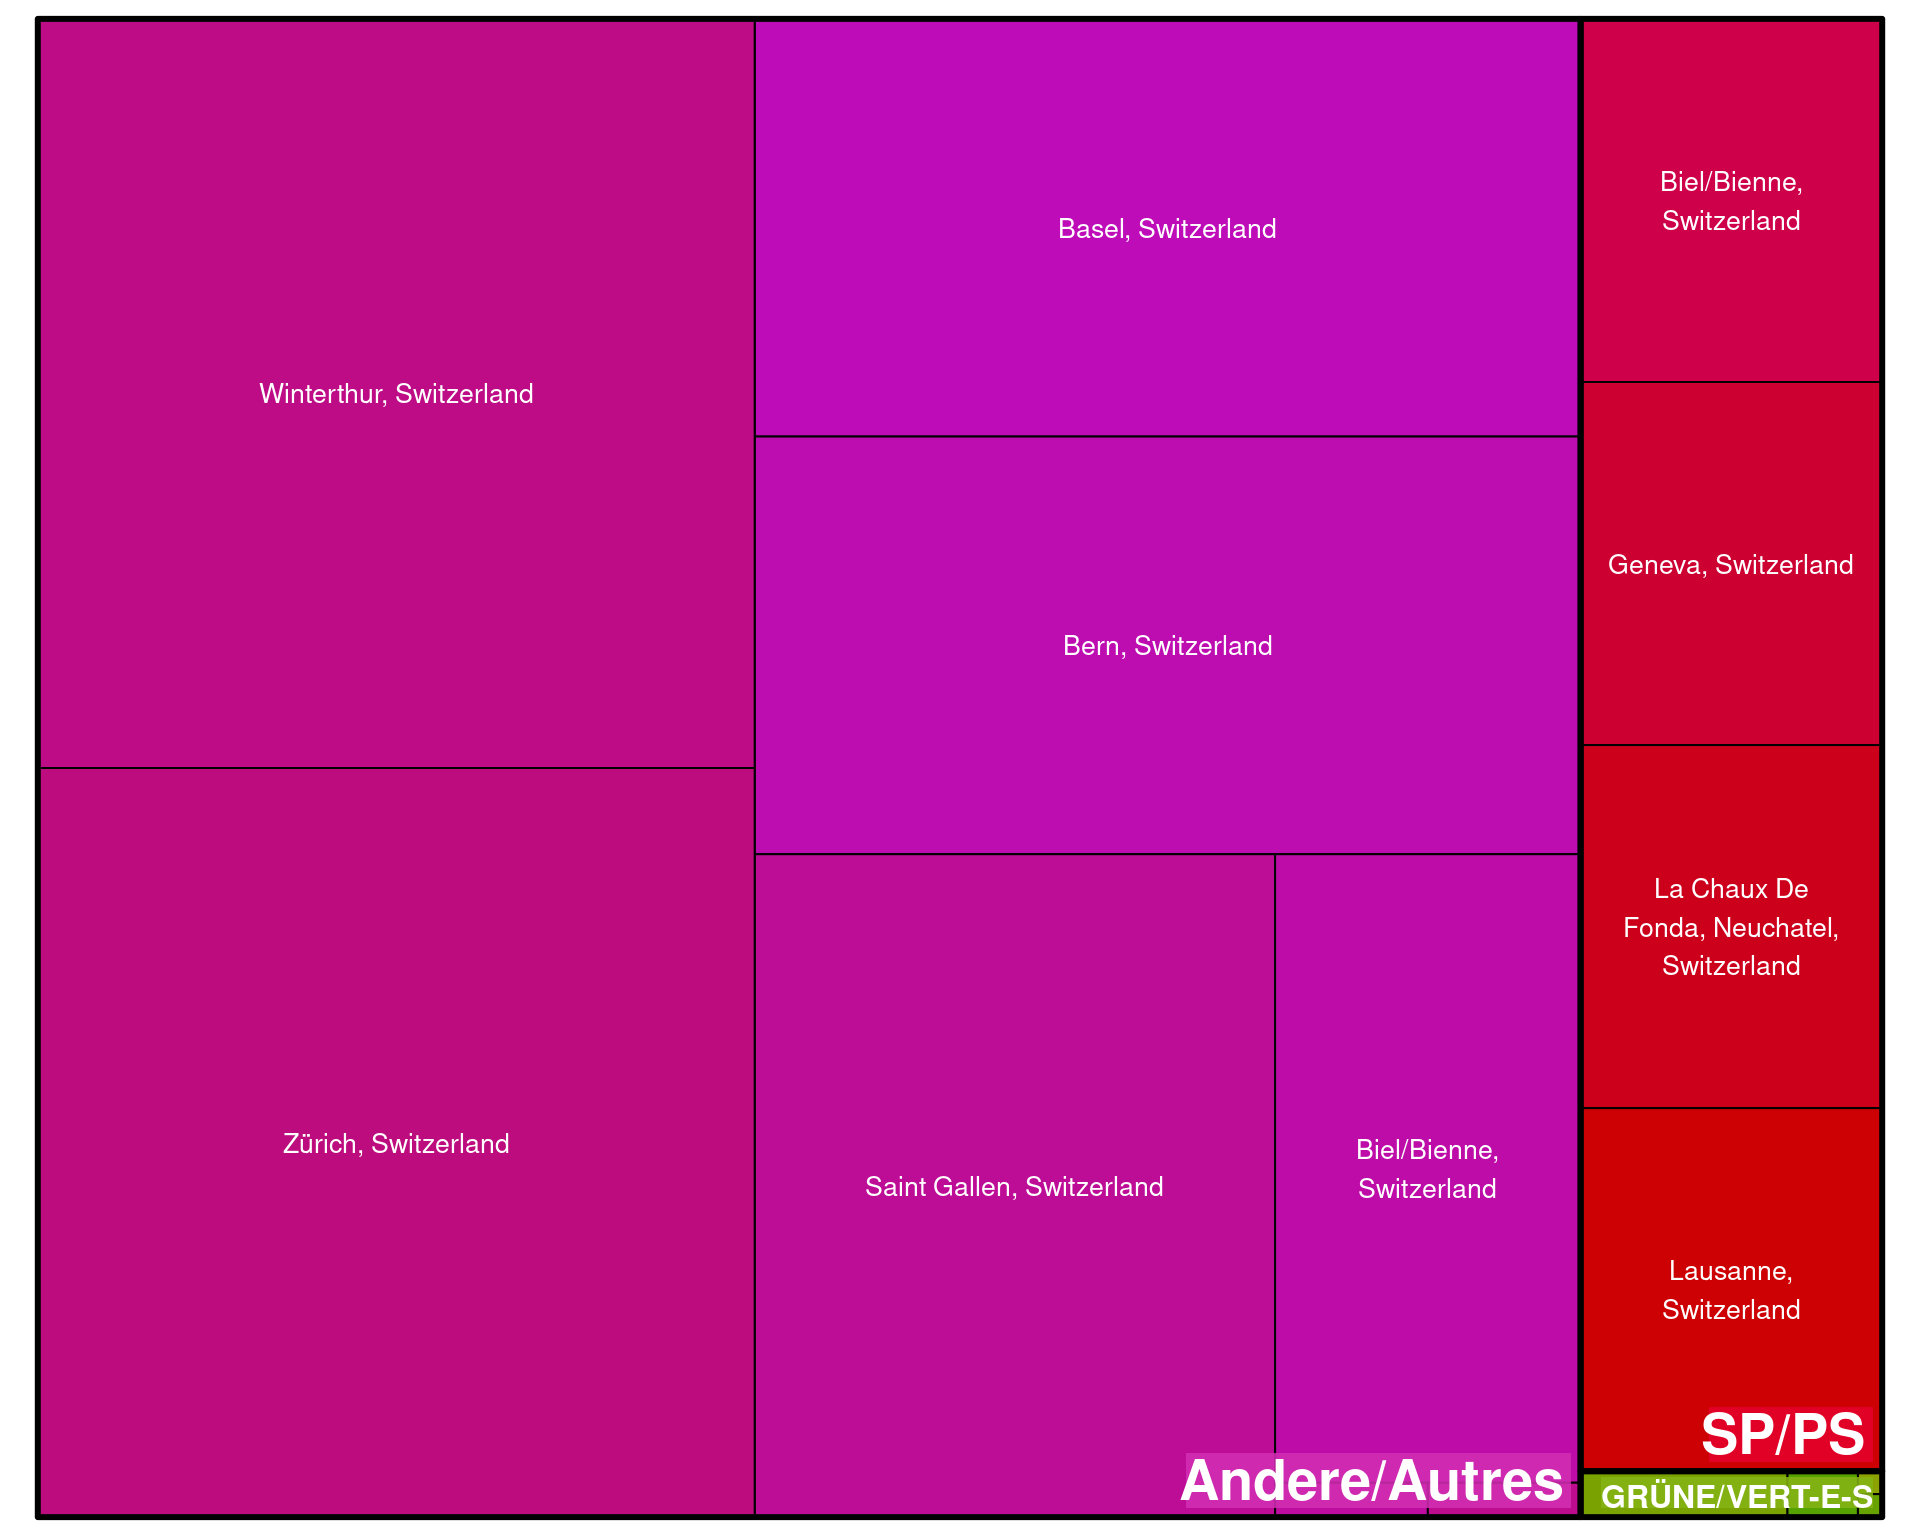 Winterthur, Switzerland
Zürich, Switzerland
Basel, Switzerland
Bern, Switzerland
Saint Gallen, Switzerland
Biel/Bienne,
Switzerland
Andere/Autres
Biel/Bienne,
Switzerland
Geneva, Switzerland
La Chaux De
Fonda, Neuchatel,
Switzerland
Lausanne,
Switzerland
SP/PS
GRÜNE/VERT-E-S